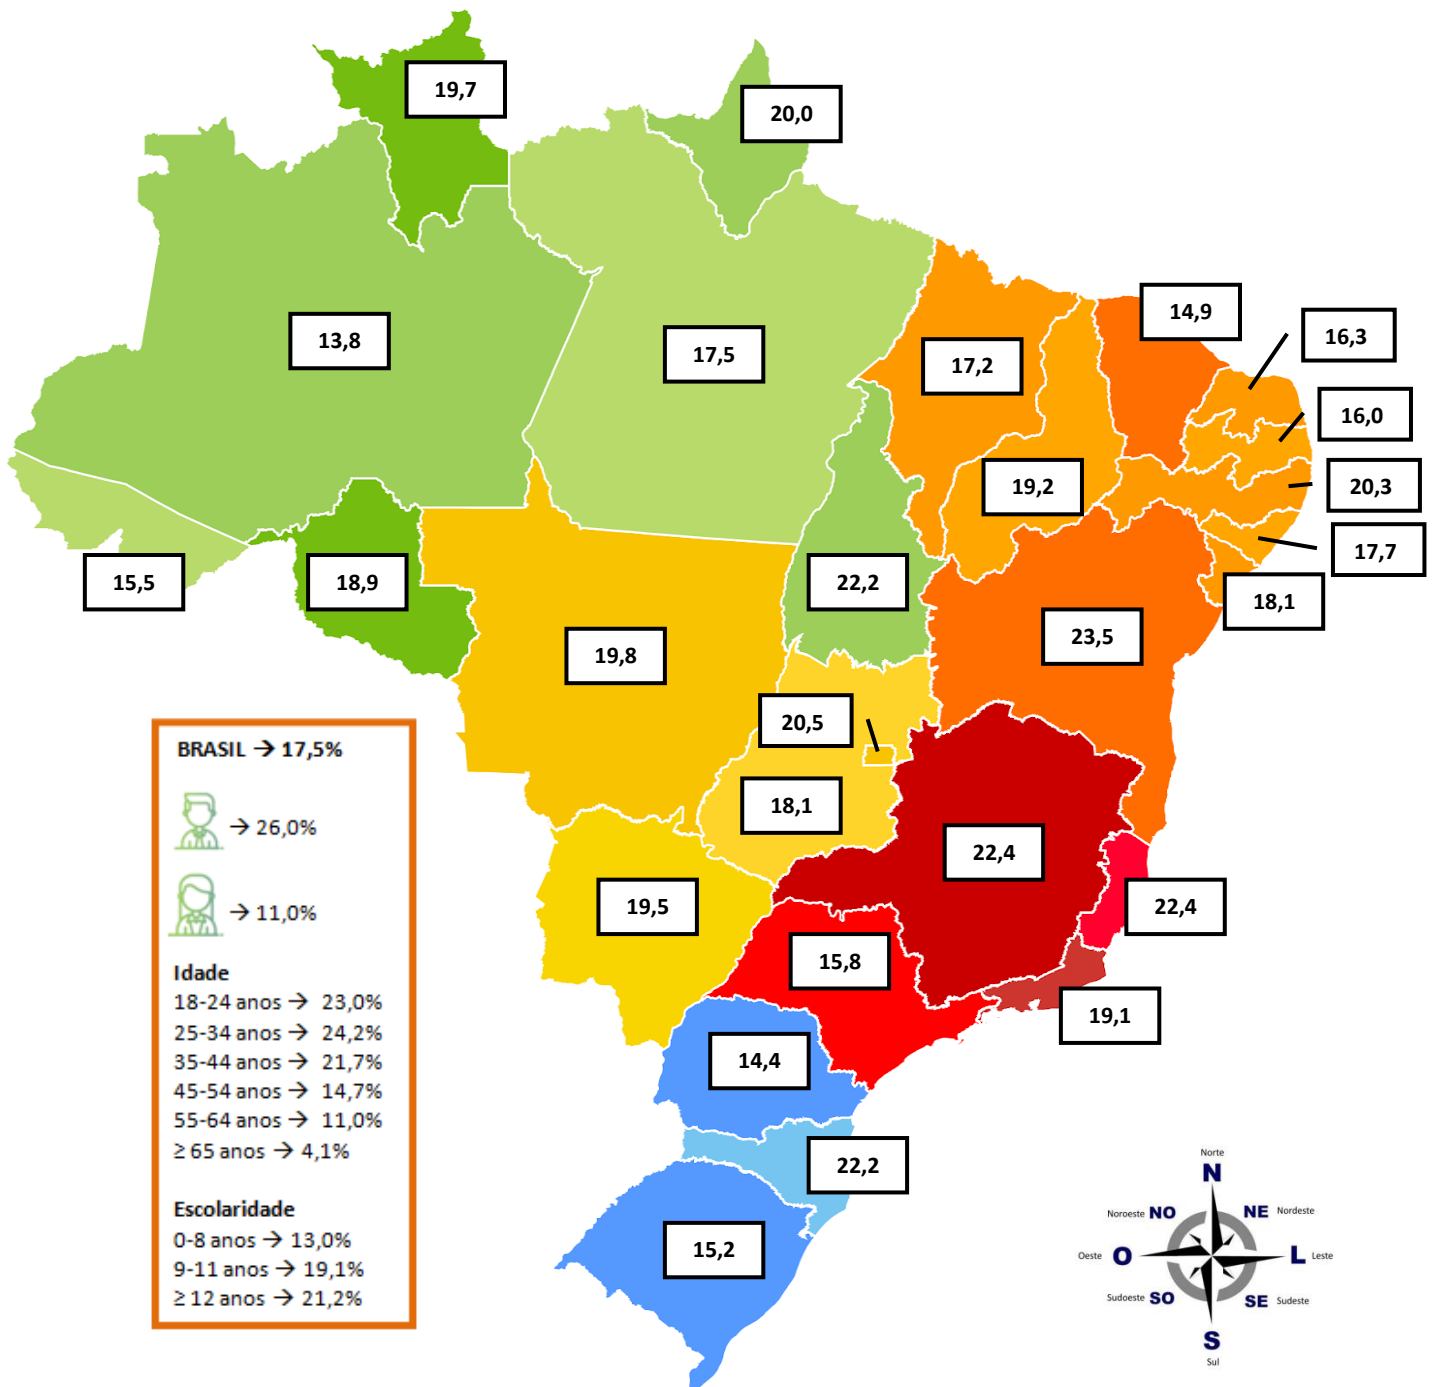 19,7
20,0
14,9
16,3
13,8
17,5
17,2
16,0
19,2
20,3
17,7
15,5
18,9
22,2
18,1
23,5
19,8
20,5
18,1
22,4
22,4
19,5
15,8
19,1
14,4
22,2
15,2
BRASIL → 17,5%
→ 26,0%
→ 11,0%
Idade
18-24 anos → 23,0%
25-34 anos → 24,2%
35-44 anos → 21,7%
45-54 anos → 14,7%
55-64 anos → 11,0%
≥ 65 anos → 4,1%
Escolaridade
0-8 anos → 13,0%
9-11 anos → 19,1%
≥ 12 anos → 21,2%
Norte
N
Noroeste NO
NE Nordeste
Oeste O
L Leste
Sudoeste SO
SE Sudeste
S
Sul